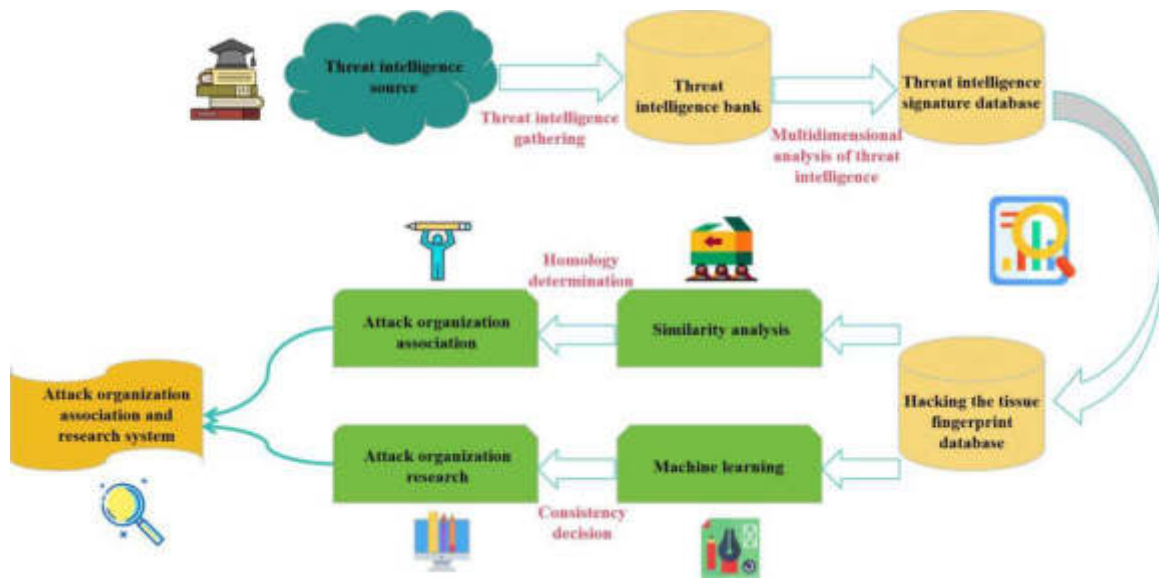 Threat intelligence
source
Threat intelligence
gathering
Threat
intelligence bank
Multidimensional
analysis of threat
intelligence
Threat intelligence
signature database
Hacking the tissue
fingerprint
database
Similarity analysis
Homology
determination
Attack organization
association
Machine learning
Consistency
decision
Attack organization
research
Attack organization
association and
research system